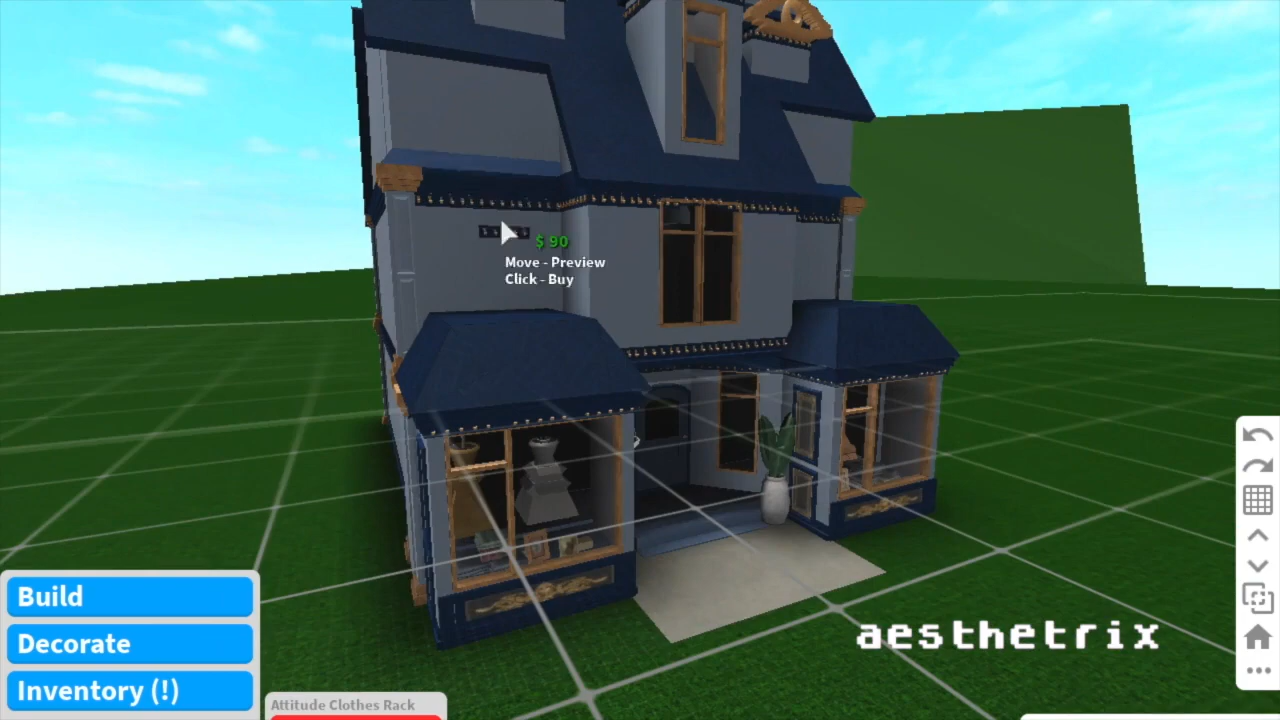 $ 90
Move - Preview
Click - Buy
Build
Decorate
Inventory (!)
aesthetrix
Attitude Clothes Rack